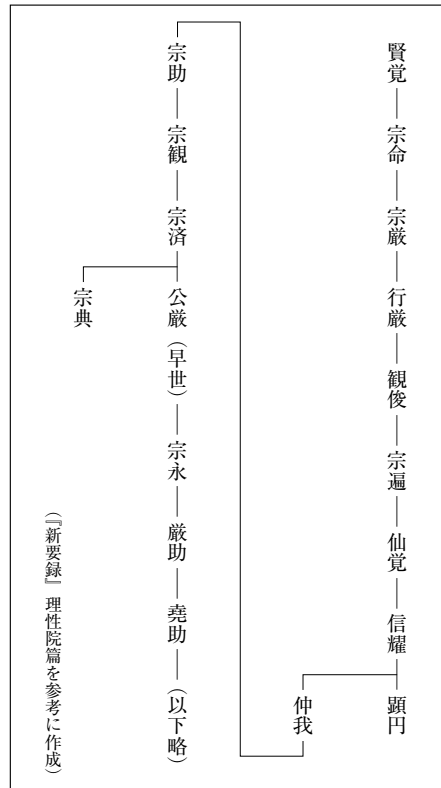 賢覚―宗命―宗厳―行厳―観俊―宗遍―仙覚―信耀―顕円
仲我
宗助―宗観―宗済―公厳（早世）―宗永―厳助―堯助―（以下略）
宗典
（『新要録』理性院篇を参考に作成）